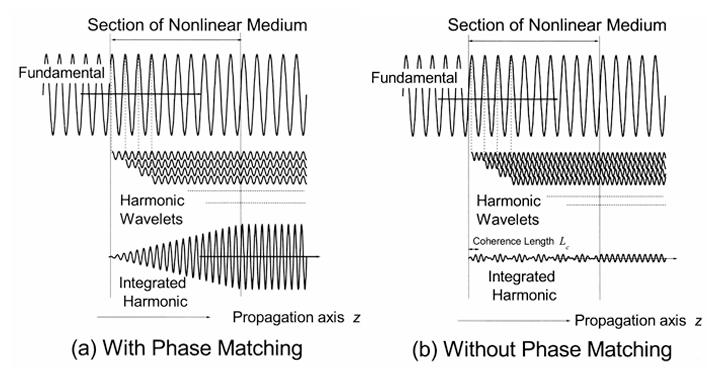 Section of Nonlinear Medium
Fundamental
Harmonic
Wavelets
Integrated
Harmonic
Propagation axis z
(a) With Phase Matching
Section of Nonlinear Medium
Fundamental
Harmonic
Wavelets
Coherence Length Lc
Integrated
Harmonic
Propagation axis z
(b) Without Phase Matching